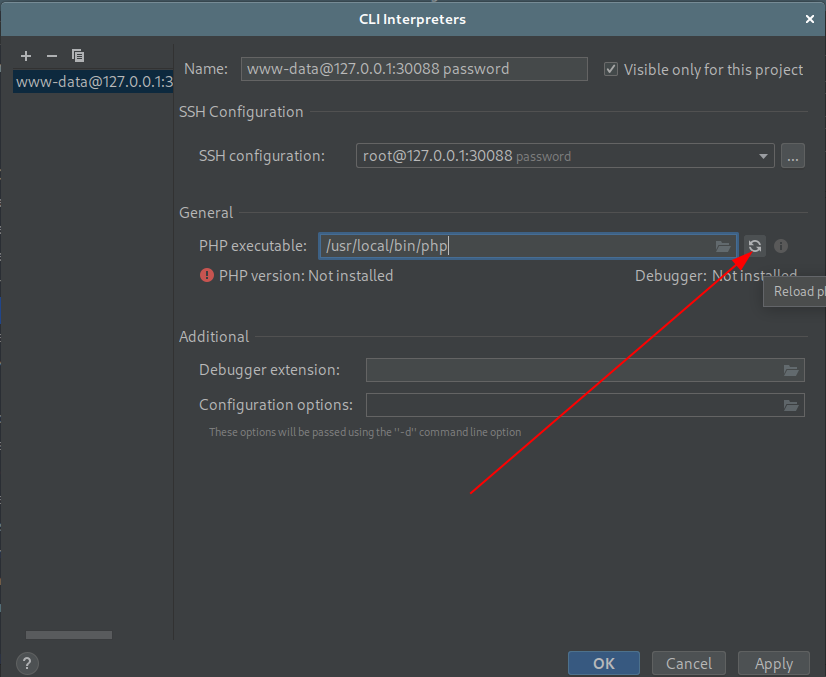 CLI Interpreters
www-data@127.0.0.1:3
Name: www-data@127.0.0.1:30088 password Visible only for this project
SSH Configuration
SSH configuration: root@127.0.0.1:30088 password ...
General
PHP executable: /usr/local/bin/php
PHP version: Not installed Debugger: Not installed
Reload
Additional
Debugger extension:
Configuration options:
These options will be passed using the "-d" command line option
? OK Cancel Apply